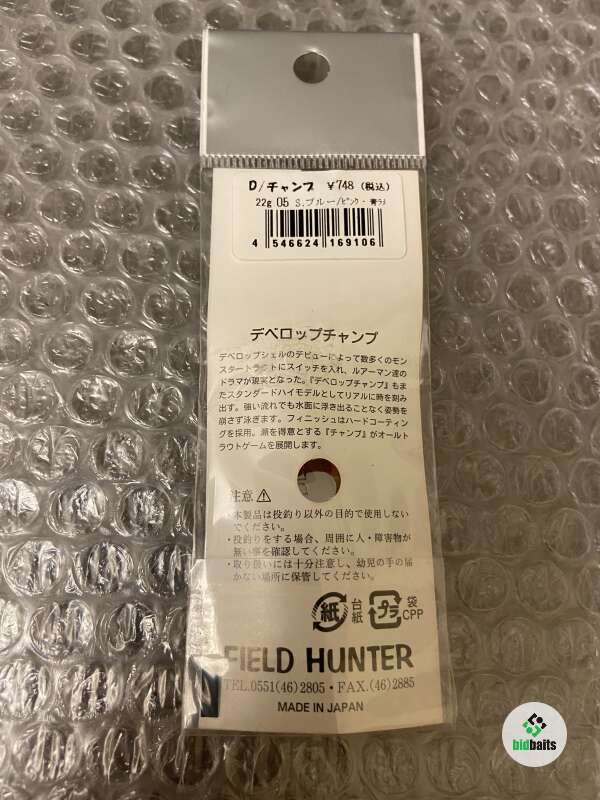 D/チャンプ ¥748(税込)
22g 05 S.ブルー/ピンク・青ラメ
4 546624 169106
デベロップチャンプ
デベロップシェルのデビューによって数多くのモン
スタートラウトにスイッチを入れ、ルアーマン達の
ドラマが現実となった。『デベロップチャンプ』もま
たスタンダードハイモデルとしてリアルに時を刻み
出す。強い流れでも水面に浮き出ることなく姿勢を
崩さず泳ぎます。フィニッシュはハードコーティン
グを採用。瀬を得意とする『チャンプ』がオールト
ラウトゲームを展開します。
注意
・本製品は投釣り以外の目的で使用しない
でください。
・投釣りをする場合、周囲に人・障害物が
無い事を確認してください。
・取り扱いには十分注意し、幼児の手の届
かない場所に保管してください。
紙 台紙 プラ 袋 CPP
FIELD HUNTER
TEL.0551(46)2805・FAX.(46)2885
MADE IN JAPAN
bidbaits